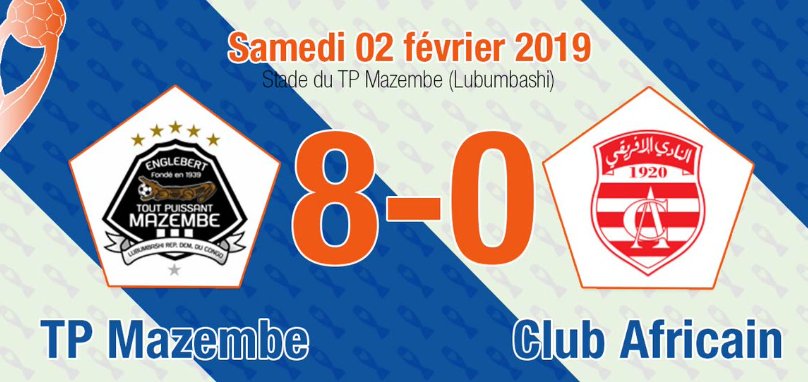 Samedi 02 février 2019
Stade du TP Mazembe (Lubumbashi)
ENGLEBERT
Fondé en 1939
TOUT PUISSANT
MAZEMBE
LUBUMBASHI REP. DEM. DU CONGO
8-0
النادي الإفريقي
1920
CA
TP Mazembe
Club Africain